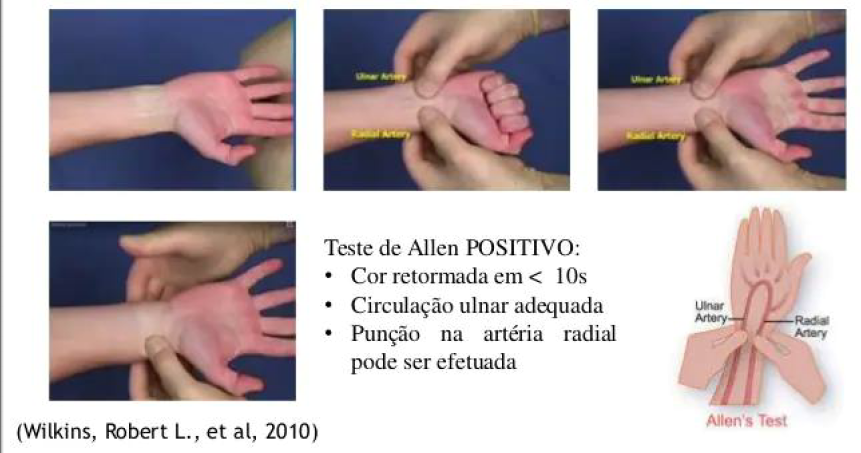 Ulnar Artery
Radial Artery
Ulnar Artery
Radial Artery
Teste de Allen POSITIVO:
• Cor retormada em < 10s
• Circulação ulnar adequada
• Punção na artéria radial
pode ser efetuada
Ulnar
Artery
Radial
Artery
Allen's Test
(Wilkins, Robert L., et al, 2010)